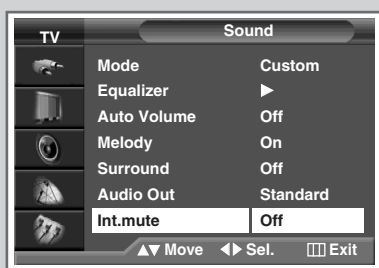 TV Sound
Mode Custom
Equalizer ▶
Auto Volume Off
Melody On
Surround Off
Audio Out Standard
Int.mute Off
▲▼ Move ◀▶ Sel. Exit